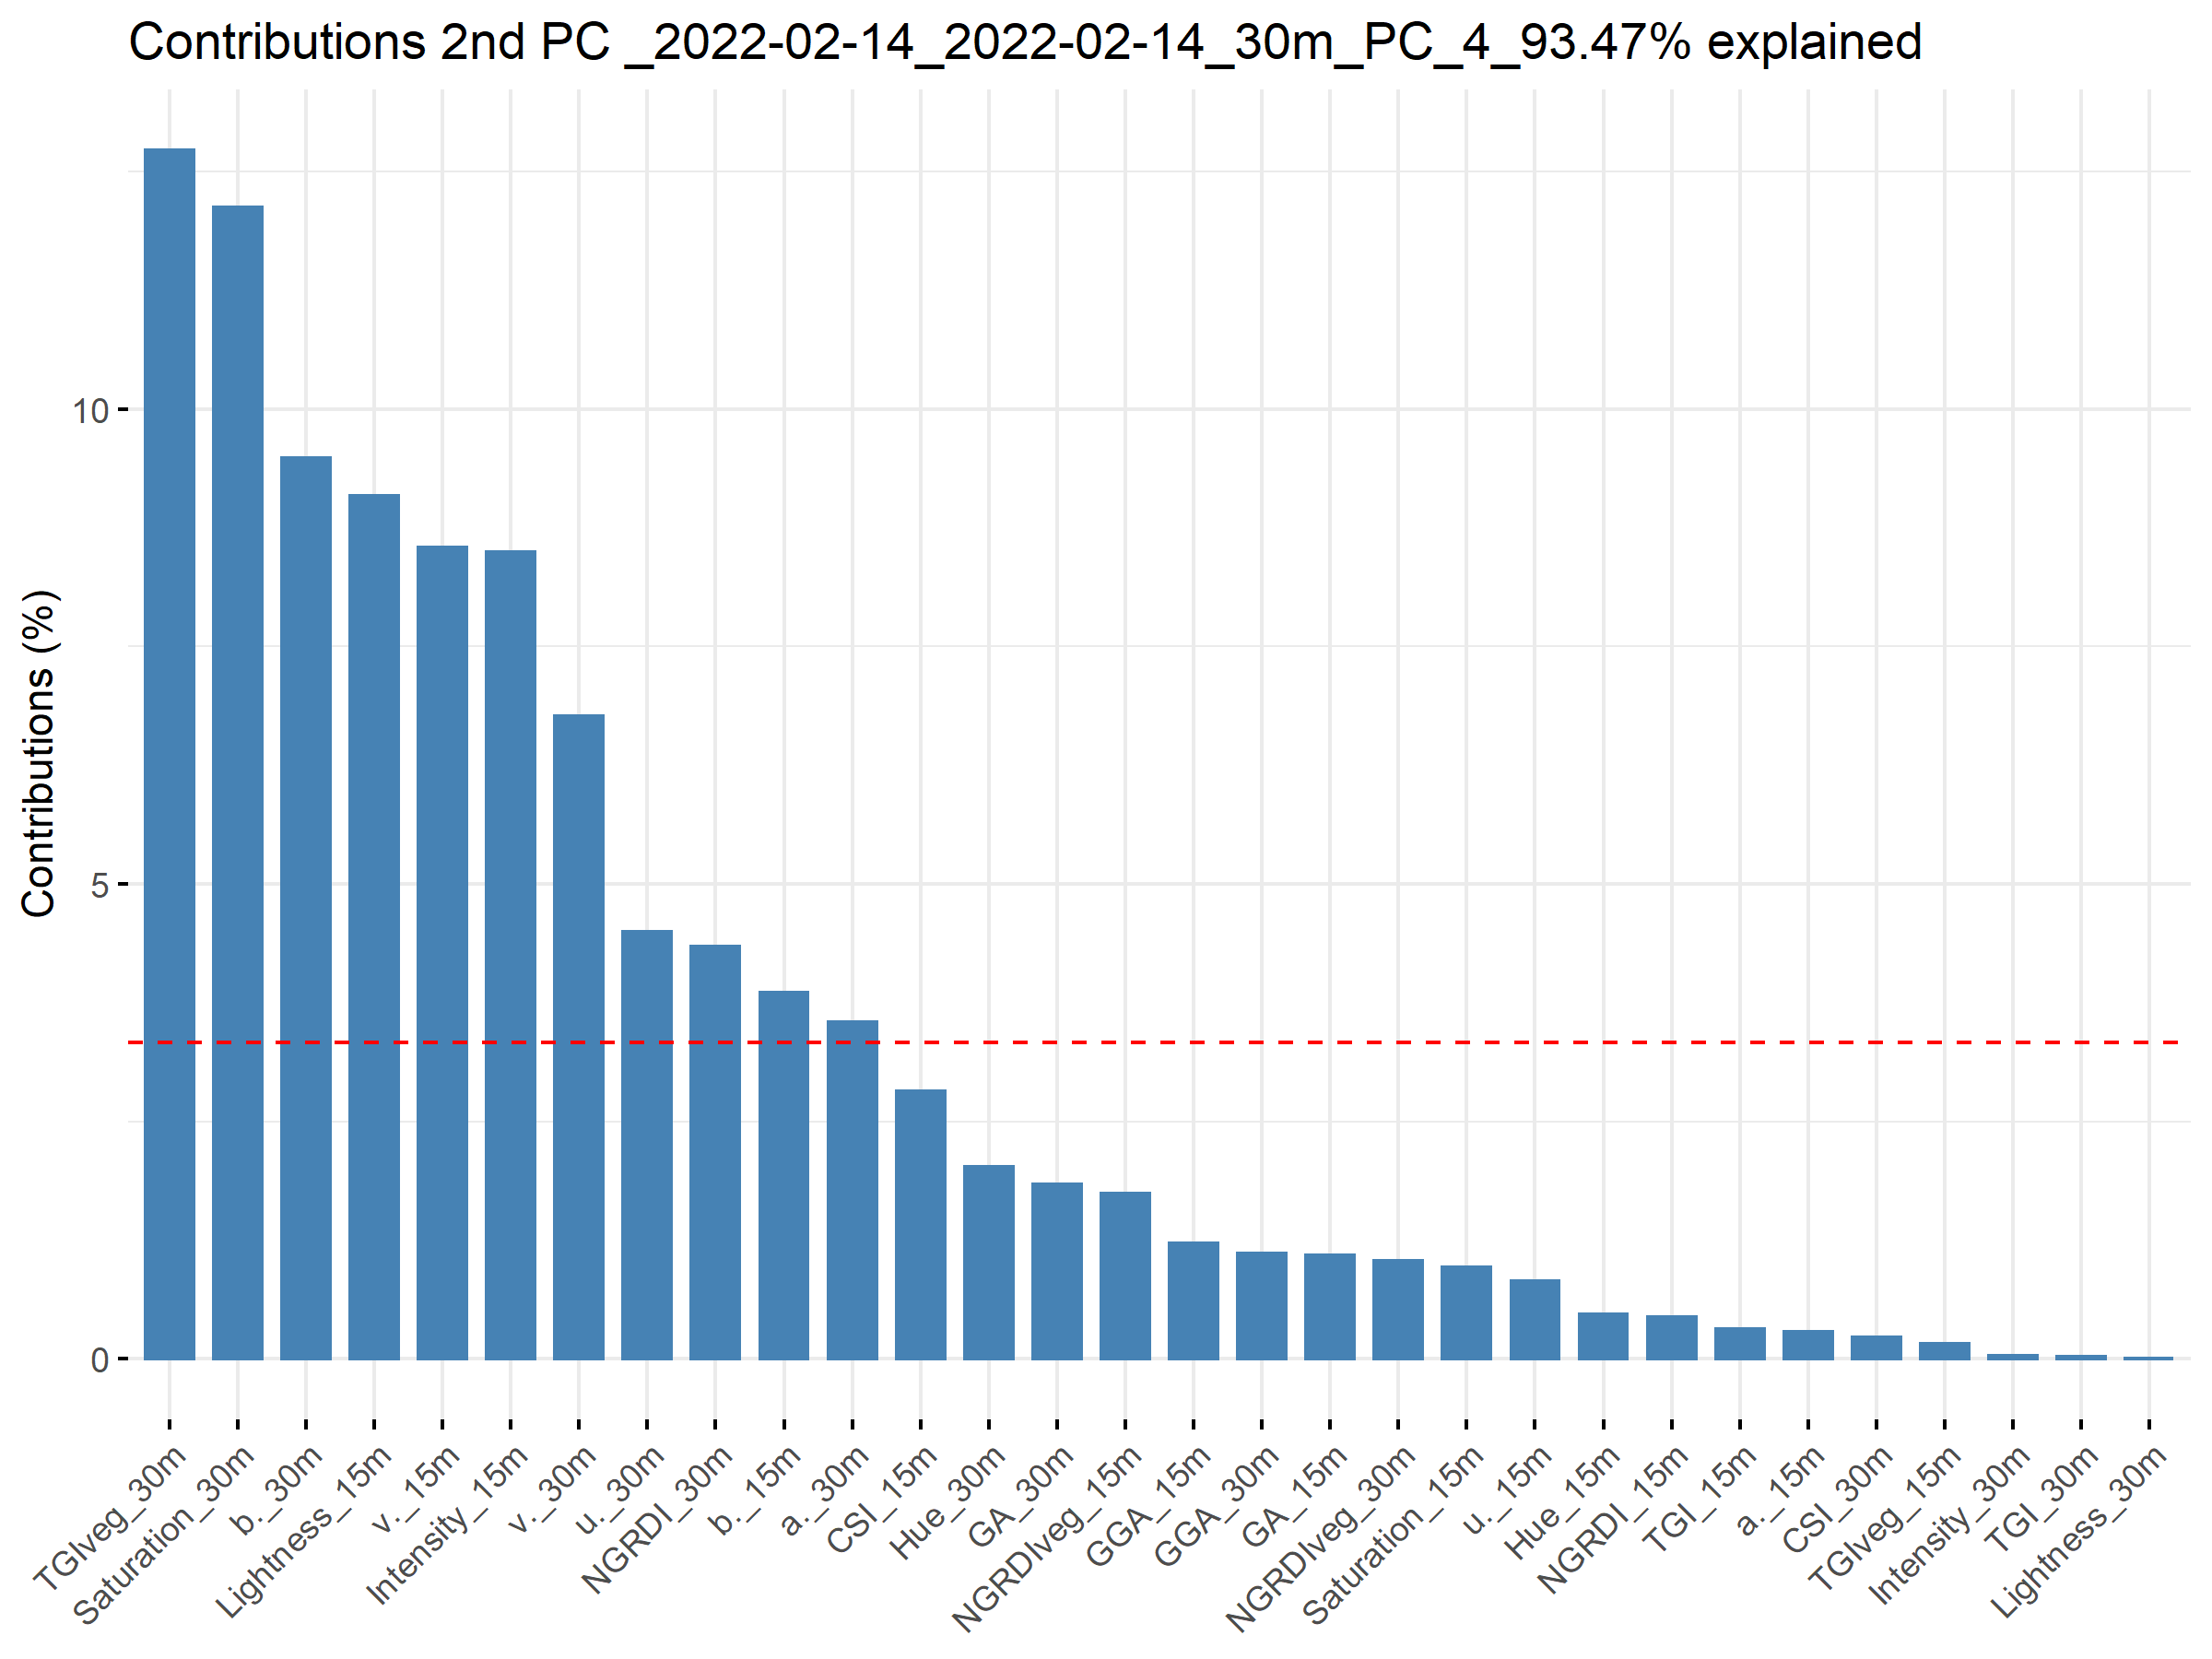 Contributions 2nd PC _2022-02-14_2022-02-14_30m_PC_4_93.47% explained
Contributions (%)
10
5
0
TGIveg_30m
Saturation_30m
b._30m
Lightness_15m
v._15m
Intensity_15m
v._30m
u._30m
NGRDI_30m
b._15m
a._30m
CSI_15m
Hue_30m
GA_30m
NGRDIveg_15m
GGA_15m
GGA_30m
GA_15m
NGRDIveg_30m
Saturation_15m
u._15m
Hue_15m
NGRDI_15m
TGI_15m
a._15m
CSI_30m
TGIveg_15m
Intensity_30m
TGI_30m
Lightness_30m